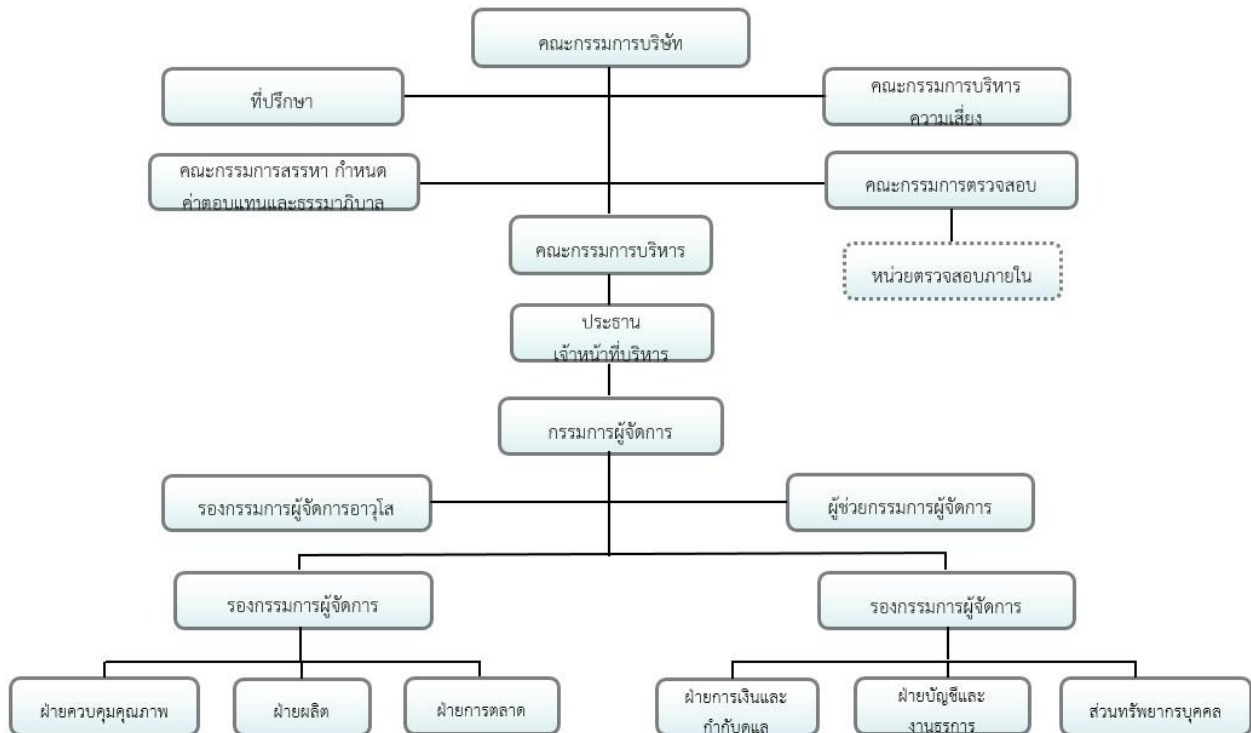 คณะกรรมการบริษัท
ที่ปรึกษา
คณะกรรมการบริหาร
ความเสี่ยง
คณะกรรมการสรรหา กำหนด
ค่าตอบแทนและธรรมาภิบาล
คณะกรรมการตรวจสอบ
คณะกรรมการบริหาร
หน่วยตรวจสอบภายใน
ประธาน
เจ้าหน้าที่บริหาร
กรรมการผู้จัดการ
รองกรรมการผู้จัดการอาวุโส
ผู้ช่วยกรรมการผู้จัดการ
รองกรรมการผู้จัดการ
รองกรรมการผู้จัดการ
ฝ่ายควบคุมคุณภาพ
ฝ่ายผลิต
ฝ่ายการตลาด
ฝ่ายการเงินและ
กำกับดูแล
ฝ่ายบัญชีและ
งานธุรการ
ส่วนทรัพยากรบุคคล